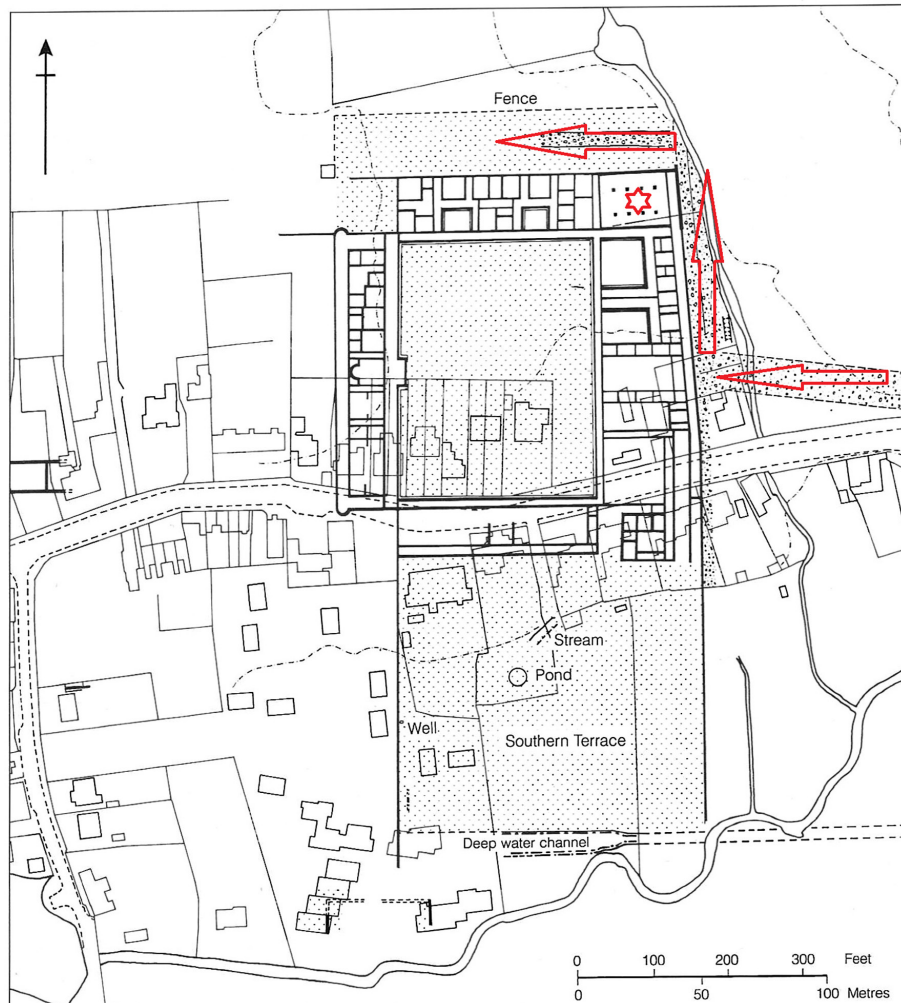 Fence
Stream
Pond
Well
Southern Terrace
Deep water channel
0 100 200 300 Feet
0 50 100 Metres